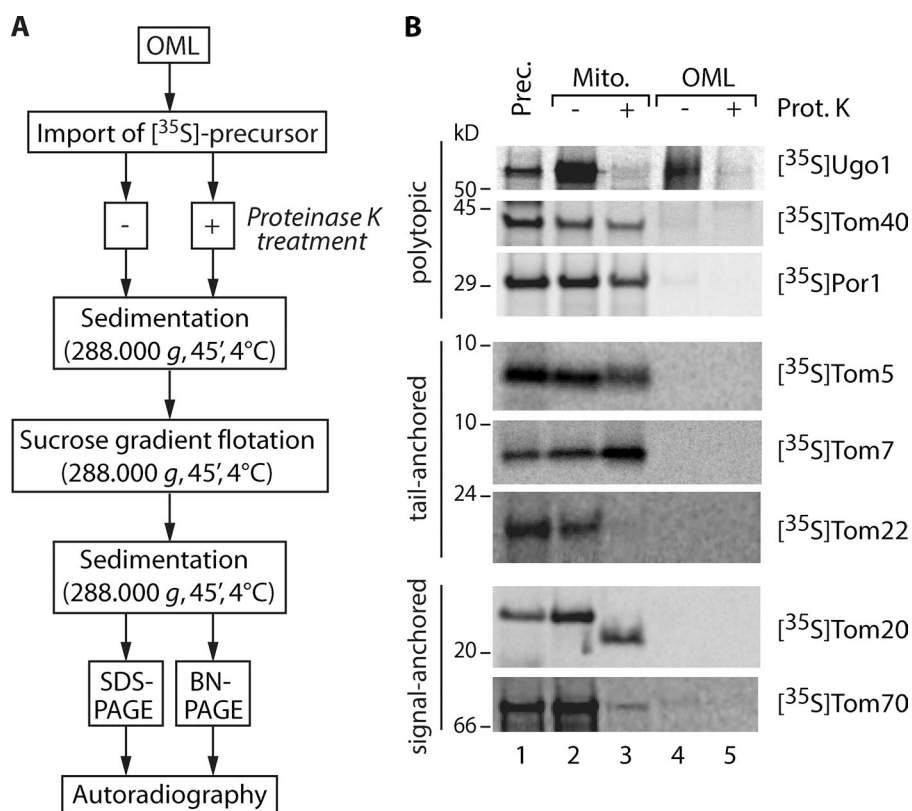 A
OML
Import of [³⁵S]-precursor
-
+
Proteinase K
treatment
Sedimentation
(288.000 g, 45′, 4°C)
Sucrose gradient flotation
(288.000 g, 45′, 4°C)
Sedimentation
(288.000 g, 45′, 4°C)
SDS-
PAGE
BN-
PAGE
Autoradiography
B
Prec.
Mito.
OML
- + - + Prot. K
kD
polytopic
50
[³⁵S]Ugo1
45
[³⁵S]Tom40
29
[³⁵S]Por1
tail-anchored
10
[³⁵S]Tom5
10
[³⁵S]Tom7
24
[³⁵S]Tom22
signal-anchored
20
[³⁵S]Tom20
66
[³⁵S]Tom70
1 2 3 4 5